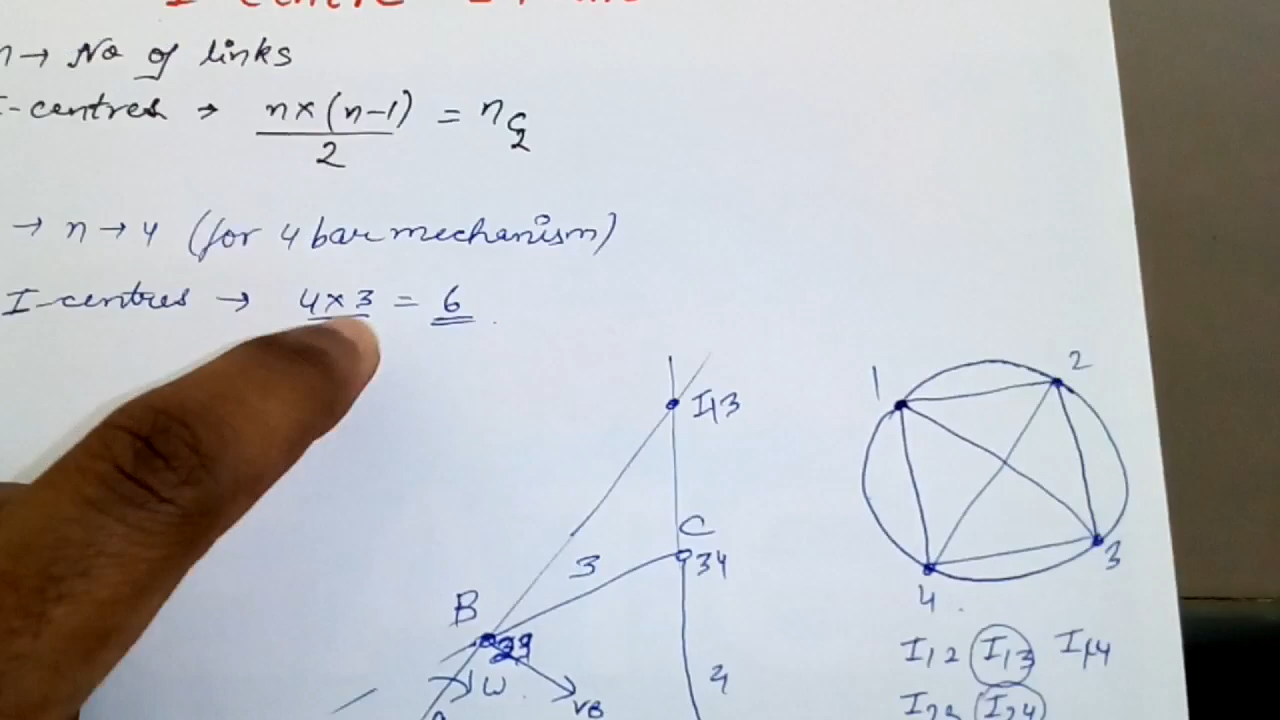 n → No of links
I-centres → n×(n-1) / 2 = nC2
→ n → 4 (for 4 bar mechanism)
I-centres → 4×3 = 6.
I13
C
34
3
B
ω
VB
4
1
2
3
4.
I12 I13 I14
I23 I24